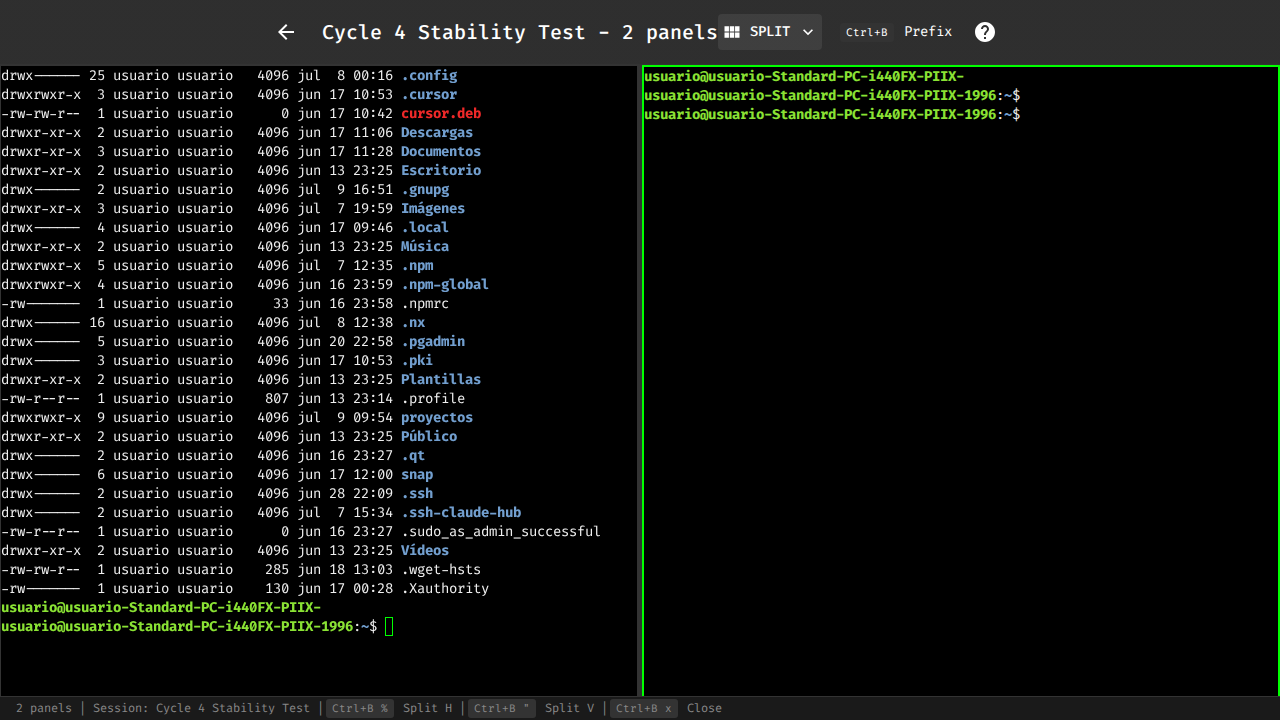 Cycle 4 Stability Test - 2 panels SPLIT Ctrl+B Prefix
drwx------ 25 usuario usuario   4096 jul  8 00:16 .config
drwxrwxr-x  3 usuario usuario   4096 jun 17 10:53 .cursor
-rw-rw-r--  1 usuario usuario      0 jun 17 10:42 cursor.deb
drwxr-xr-x  2 usuario usuario   4096 jun 17 11:06 Descargas
drwxr-xr-x  3 usuario usuario   4096 jun 17 11:28 Documentos
drwxr-xr-x  2 usuario usuario   4096 jun 13 23:25 Escritorio
drwx------  2 usuario usuario   4096 jul  9 16:51 .gnupg
drwxr-xr-x  3 usuario usuario   4096 jul  7 19:59 Imágenes
drwx------  4 usuario usuario   4096 jun 17 09:46 .local
drwxr-xr-x  2 usuario usuario   4096 jun 13 23:25 Música
drwxrwxr-x  5 usuario usuario   4096 jul  7 12:35 .npm
drwxrwxr-x  4 usuario usuario   4096 jun 16 23:59 .npm-global
-rw-------  1 usuario usuario     33 jun 16 23:58 .npmrc
drwx------ 16 usuario usuario   4096 jul  8 12:38 .nx
drwx------  5 usuario usuario   4096 jun 20 22:58 .pgadmin
drwx------  3 usuario usuario   4096 jun 17 10:53 .pki
drwxr-xr-x  2 usuario usuario   4096 jun 13 23:25 Plantillas
-rw-r--r--  1 usuario usuario    807 jun 13 23:14 .profile
drwxrwxr-x  9 usuario usuario   4096 jul  9 09:54 proyectos
drwxr-xr-x  2 usuario usuario   4096 jun 13 23:25 Público
drwx------  2 usuario usuario   4096 jun 16 23:27 .qt
drwx------  6 usuario usuario   4096 jun 17 12:00 snap
drwx------  2 usuario usuario   4096 jun 28 22:09 .ssh
drwx------  2 usuario usuario   4096 jul  7 15:34 .ssh-claude-hub
-rw-r--r--  1 usuario usuario      0 jun 16 23:27 .sudo_as_admin_successful
drwxr-xr-x  2 usuario usuario   4096 jun 13 23:25 Vídeos
-rw-rw-r--  1 usuario usuario    285 jun 18 13:03 .wget-hsts
-rw-------  1 usuario usuario    130 jun 17 00:28 .Xauthority
usuario@usuario-Standard-PC-i440FX-PIIX-
usuario@usuario-Standard-PC-i440FX-PIIX-1996:~$
usuario@usuario-Standard-PC-i440FX-PIIX-
usuario@usuario-Standard-PC-i440FX-PIIX-1996:~$
usuario@usuario-Standard-PC-i440FX-PIIX-1996:~$
2 panels | Session: Cycle 4 Stability Test | Ctrl+B % Split H | Ctrl+B " Split V | Ctrl+B x Close